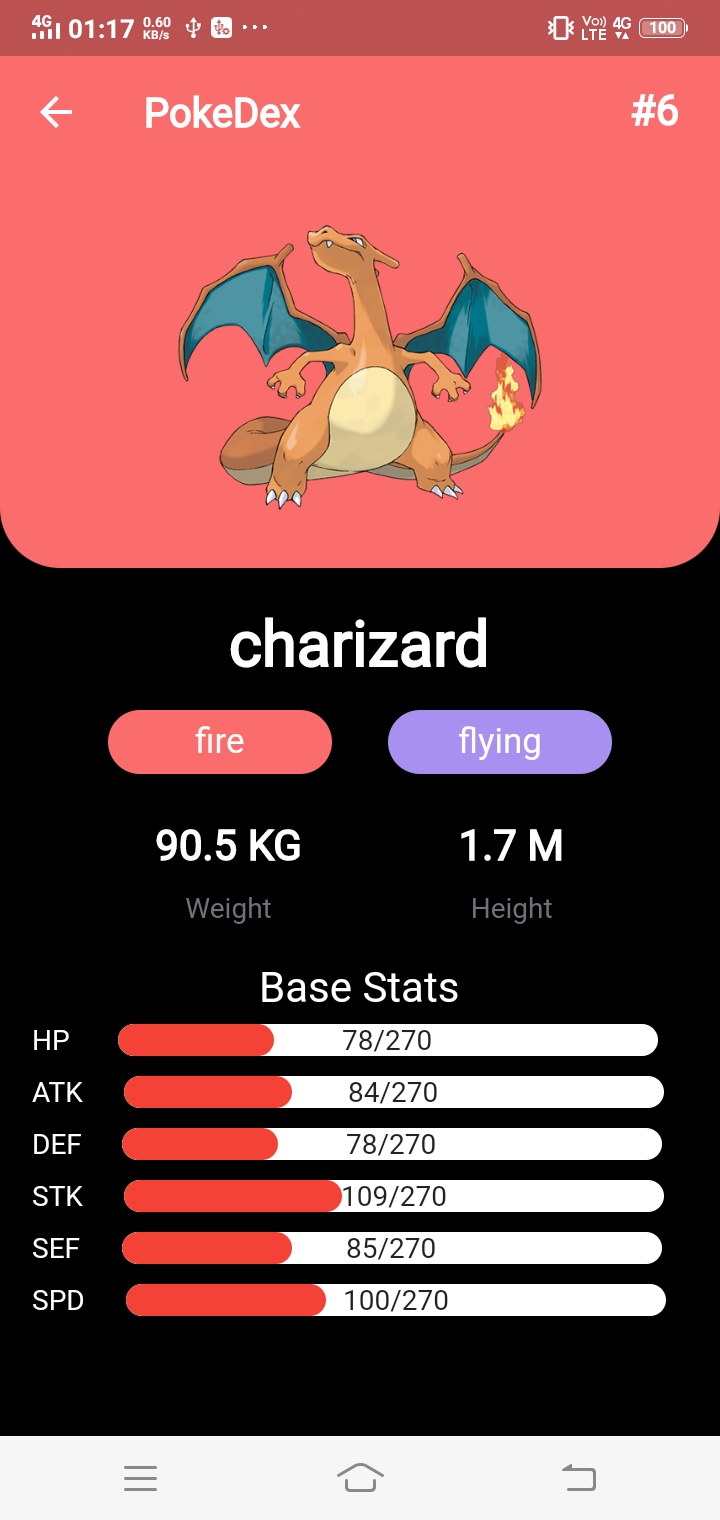 4G 01:17 0.60 KB/s Vo)) LTE 4G 100
PokeDex #6
charizard
fire flying
90.5 KG 1.7 M
Weight Height
Base Stats
HP 78/270
ATK 84/270
DEF 78/270
STK 109/270
SEF 85/270
SPD 100/270